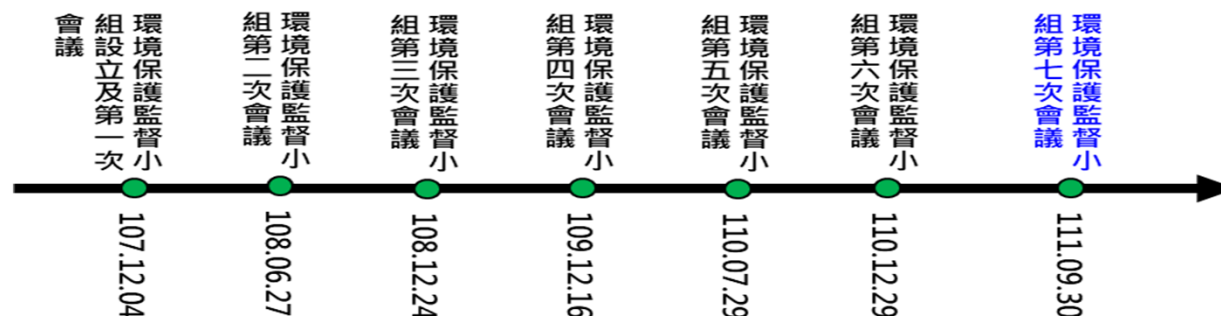 環境保護監督小
組設立及第一次
會議
107.12.04
環境保護監督小
組第二次會議
108.06.27
環境保護監督小
組第三次會議
108.12.24
環境保護監督小
組第四次會議
109.12.16
環境保護監督小
組第五次會議
110.07.29
環境保護監督小
組第六次會議
110.12.29
環境保護監督小
組第七次會議
111.09.30